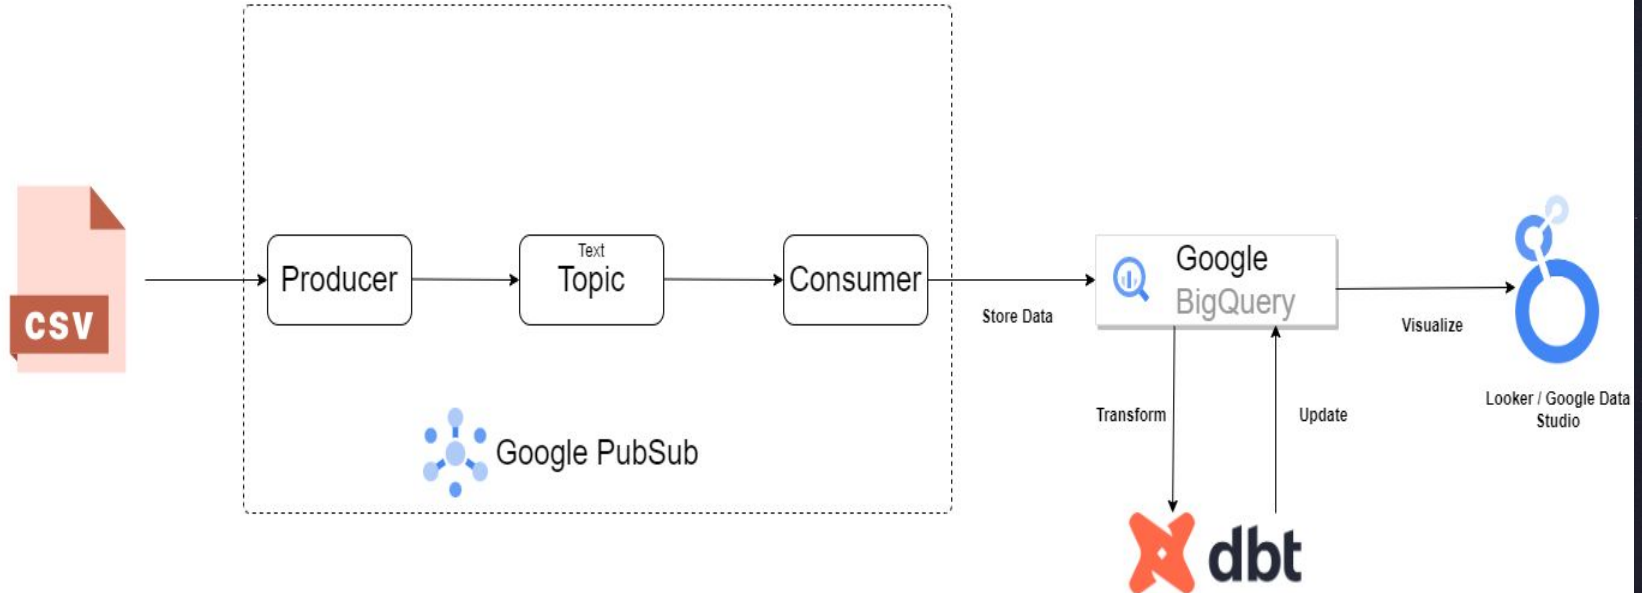 CSV
Producer
Text
Topic
Consumer
Google PubSub
Store Data
Google
BigQuery
Transform
Update
dbt
Visualize
Looker / Google Data
Studio